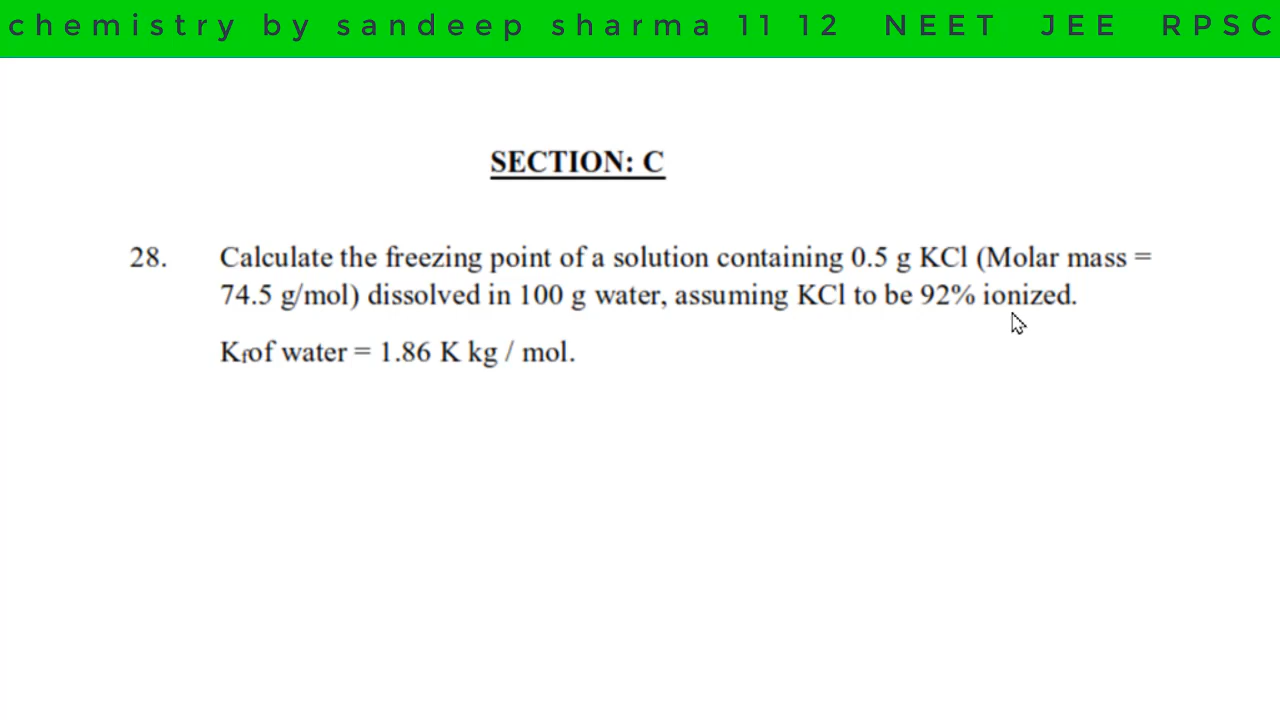 chemistry by sandeep sharma 11 12 NEET JEE RPSC
SECTION: C
28. Calculate the freezing point of a solution containing 0.5 g KCl (Molar mass =
74.5 g/mol) dissolved in 100 g water, assuming KCl to be 92% ionized.
Kf of water = 1.86 K kg / mol.